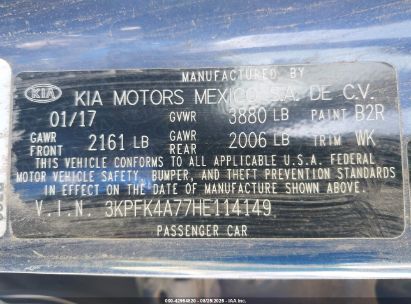 MANUFACTURED BY
KIA KIA MOTORS MEXICO S.A. DE C.V.
01/17 GVWR 3880 LB PAINT B2R
GAWR FRONT 2161 LB GAWR REAR 2006 LB TRIM WK
THIS VEHICLE CONFORMS TO ALL APPLICABLE U.S.A. FEDERAL
MOTOR VEHICLE SAFETY, BUMPER, AND THEFT PREVENTION STANDARDS
IN EFFECT ON THE DATE OF MANUFACTURE SHOWN ABOVE.
V.I.N. 3KPFK4A77HE114149
PASSENGER CAR